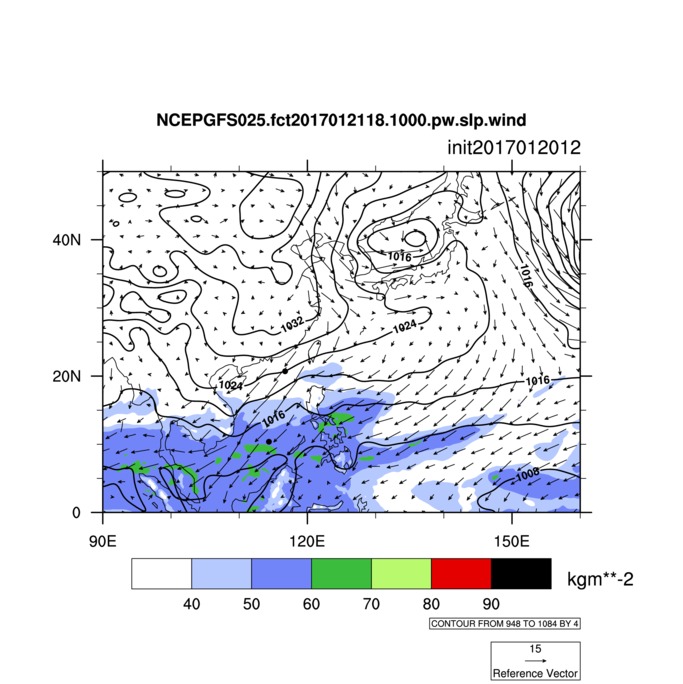 NCEPGFS025.fct2017012118.1000.pw.slp.wind
init2017012012
40N
1016
1016
1032
1024
20N
1024
1016
1016
1008
0
90E
120E
150E
40
50
60
70
80
90
kgm**-2
CONTOUR FROM 948 TO 1084 BY 4
15
Reference Vector